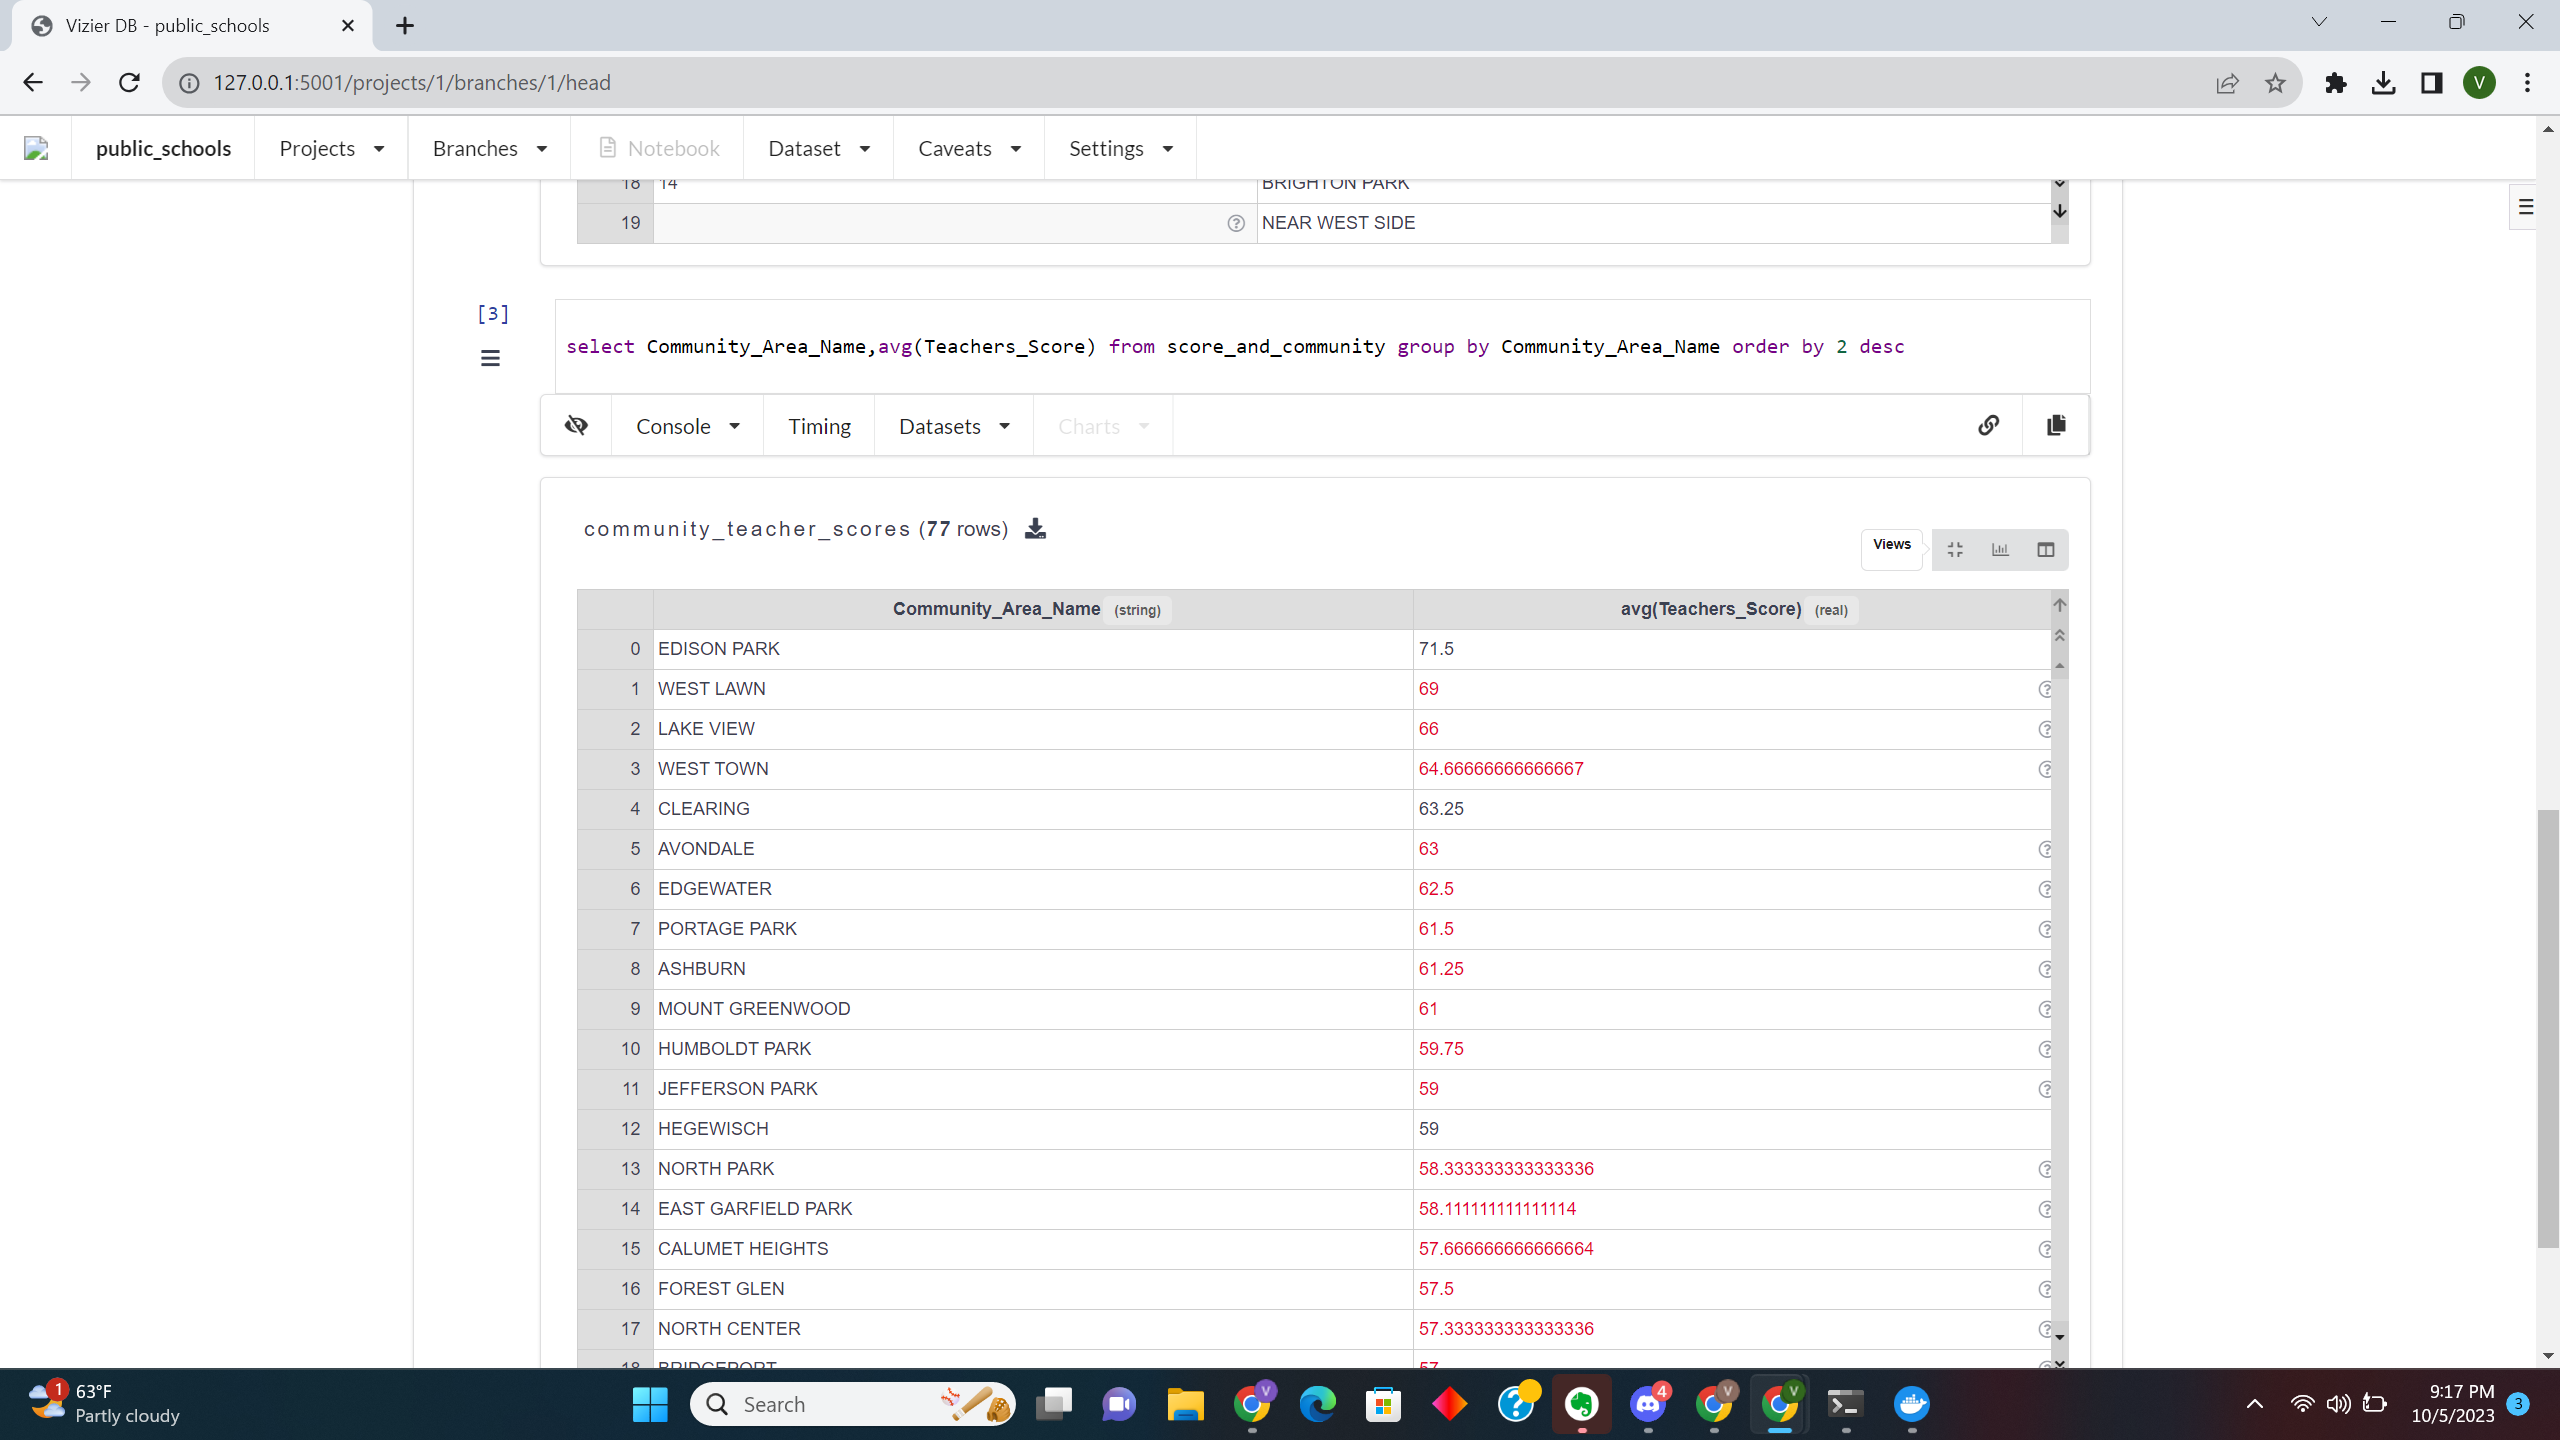 Vizier DB - public_schools
127.0.0.1:5001/projects/1/branches/1/head
V
public_schools Projects Branches Notebook Dataset Caveats Settings
18 14 BRIGHTON PARK
19 NEAR WEST SIDE
[3]
select Community_Area_Name,avg(Teachers_Score) from score_and_community group by Community_Area_Name order by 2 desc
Console Timing Datasets Charts
community_teacher_scores (77 rows)
Views
Community_Area_Name (string) avg(Teachers_Score) (real)
0 EDISON PARK 71.5
1 WEST LAWN 69
2 LAKE VIEW 66
3 WEST TOWN 64.66666666666667
4 CLEARING 63.25
5 AVONDALE 63
6 EDGEWATER 62.5
7 PORTAGE PARK 61.5
8 ASHBURN 61.25
9 MOUNT GREENWOOD 61
10 HUMBOLDT PARK 59.75
11 JEFFERSON PARK 59
12 HEGEWISCH 59
13 NORTH PARK 58.333333333333336
14 EAST GARFIELD PARK 58.111111111111114
15 CALUMET HEIGHTS 57.666666666666664
16 FOREST GLEN 57.5
17 NORTH CENTER 57.333333333333336
18 BRIDGEPORT 57
1 63°F
Partly cloudy
Search
V
4
V
V
9:17 PM
10/5/2023
3